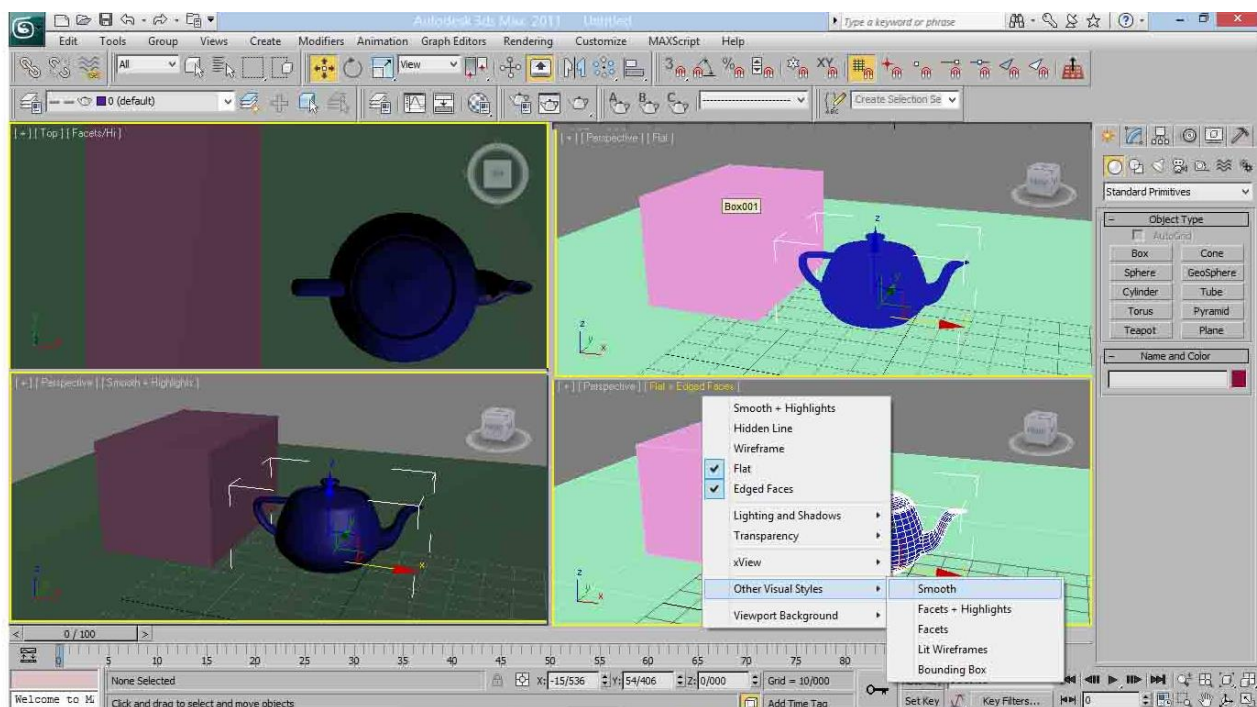 Autodesk 3ds Max 2011 Untitled
Type a keyword or phrase
Edit Tools Group Views Create Modifiers Animation Graph Editors Rendering Customize MAXScript Help
All
View
0 (default)
Create Selection Se
[ + ] [ Top ] [ Facets/Hi ]
[ + ] [ Perspective ] [ Flat ]
Box001
z
x
y
z
y
x
Standard Primitives
Object Type
AutoGrid
Box Cone
Sphere GeoSphere
Cylinder Tube
Torus Pyramid
Teapot Plane
Name and Color
[ + ] [ Perspective ] [ Smooth + Highlights ]
z
x
[ + ] [ Perspective ] [ Flat + Edged Faces ]
Smooth + Highlights
Hidden Line
Wireframe
Flat
Edged Faces
Lighting and Shadows
Transparency
xView
Other Visual Styles
Viewport Background
Smooth
Facets + Highlights
Facets
Lit Wireframes
Bounding Box
z
y
x
< 0 / 100 >
0 5 10 15 20 25 30 35 40 45 50 55 60 65 70 75 80
None Selected
X: -15/536 Y: 54/406 Z: 0/000 Grid = 10/000
Welcome to M
Click and drag to select and move objects
Add Time Tag
Set Key
Key Filters...
0